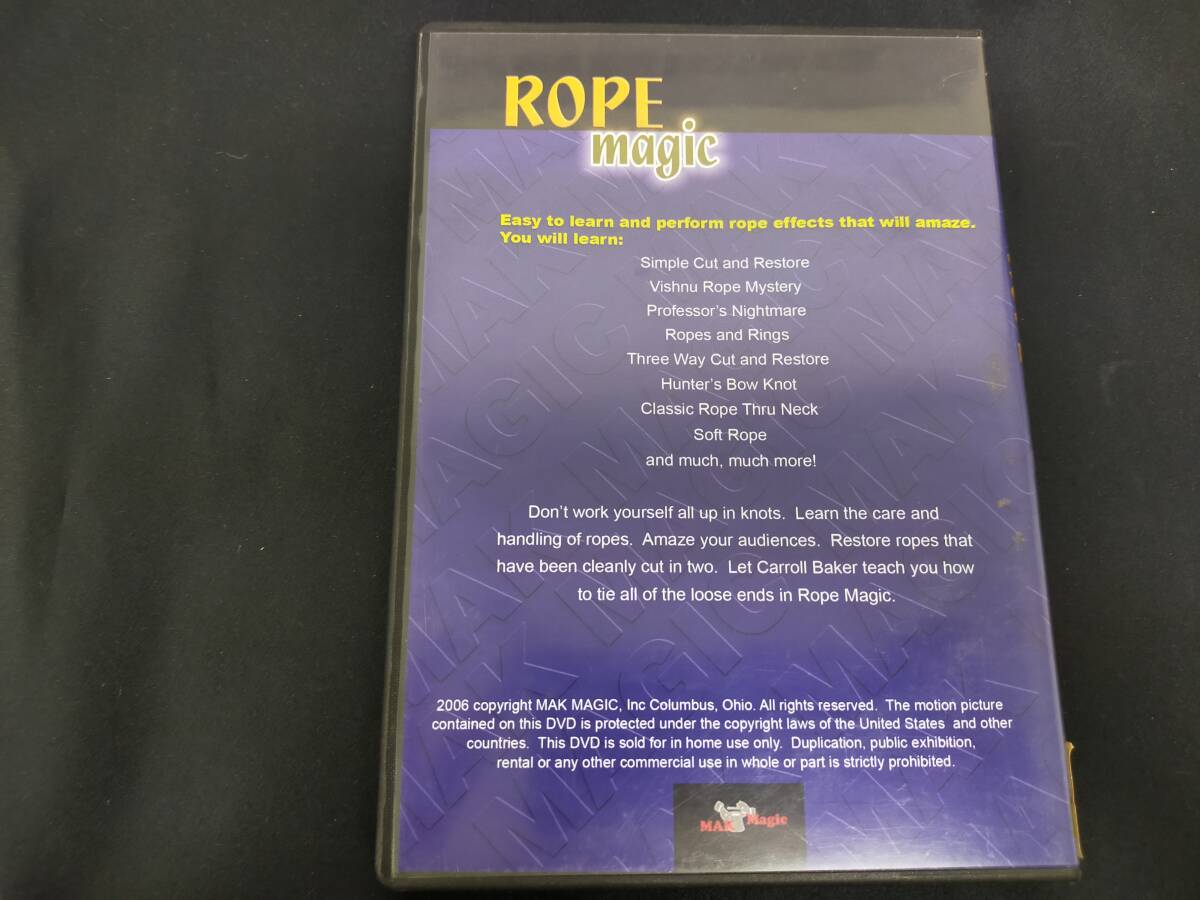 ROPE
magic
Easy to learn and perform rope effects that will amaze.
You will learn:
Simple Cut and Restore
Vishnu Rope Mystery
Professor's Nightmare
Ropes and Rings
Three Way Cut and Restore
Hunter's Bow Knot
Classic Rope Thru Neck
Soft Rope
and much, much more!
Don't work yourself all up in knots. Learn the care and
handling of ropes. Amaze your audiences. Restore ropes that
have been cleanly cut in two. Let Carroll Baker teach you how
to tie all of the loose ends in Rope Magic.
2006 copyright MAK MAGIC, Inc Columbus, Ohio. All rights reserved. The motion picture
contained on this DVD is protected under the copyright laws of the United States and other
countries. This DVD is sold for in home use only. Duplication, public exhibition,
rental or any other commercial use in whole or part is strictly prohibited.
MAK Magic